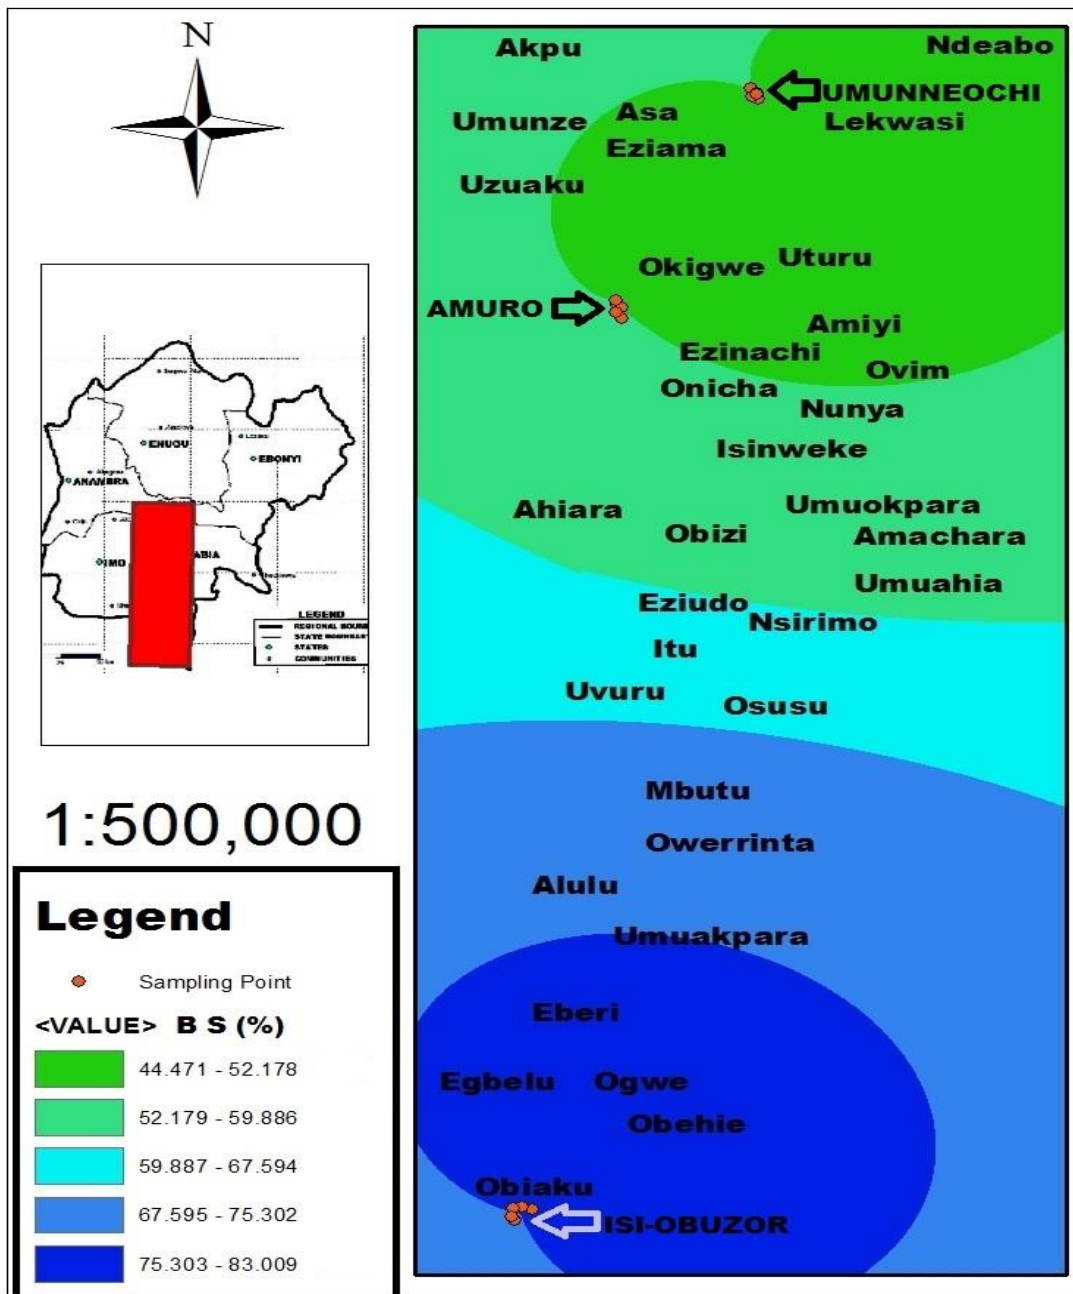 N
ENUGU
EBONYI
ANAMBRA
IMO
ABIA
LEGEND
STATES
COMMUNITIES
1:500,000
Legend
Sampling Point
<VALUE> B S (%)
44.471 - 52.178
52.179 - 59.886
59.887 - 67.594
67.595 - 75.302
75.303 - 83.009
Akpu
Ndeabo
UMUNNEOCHI
Asa
Umunze
Lekwasi
Eziama
Uzuaku
Uturu
Okigwe
AMURO
Amiyi
Ezinachi
Ovim
Onicha
Nunya
Isinweke
Umuokpara
Ahiara
Obizi
Amachara
Umuahia
Eziudo
Nsirimo
Itu
Uvuru
Osusu
Mbutu
Owerrinta
Alulu
Umuakpara
Eberi
Egbelu
Ogwe
Obehie
Obiaku
ISI-OBUZOR